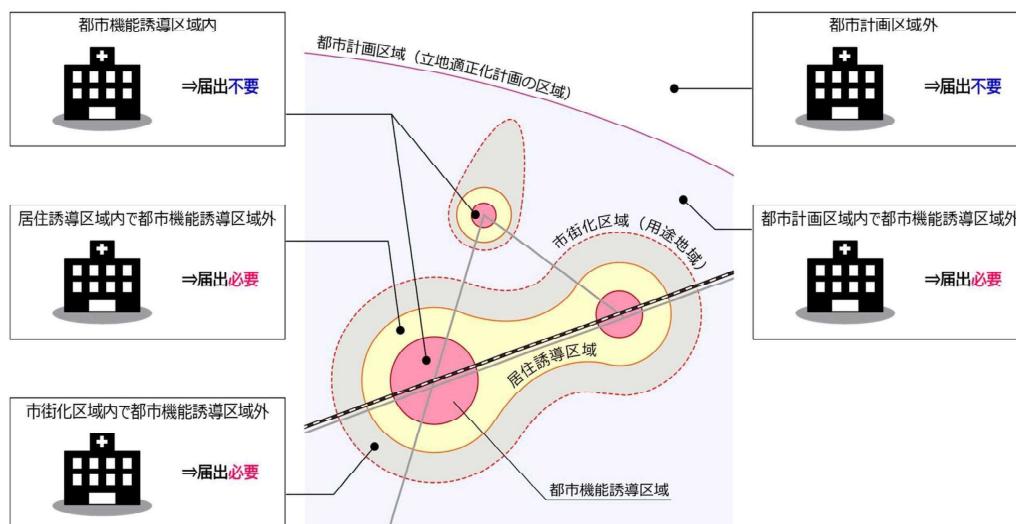 都市機能誘導区域内
⇒届出不要
居住誘導区域内で都市機能誘導区域外
⇒届出必要
市街化区域内で都市機能誘導区域外
⇒届出必要
都市計画区域（立地適正化計画の区域）
市街化区域（用途地域）
居住誘導区域
都市機能誘導区域
都市計画区域外
⇒届出不要
都市計画区域内で都市機能誘導区域外
⇒届出必要